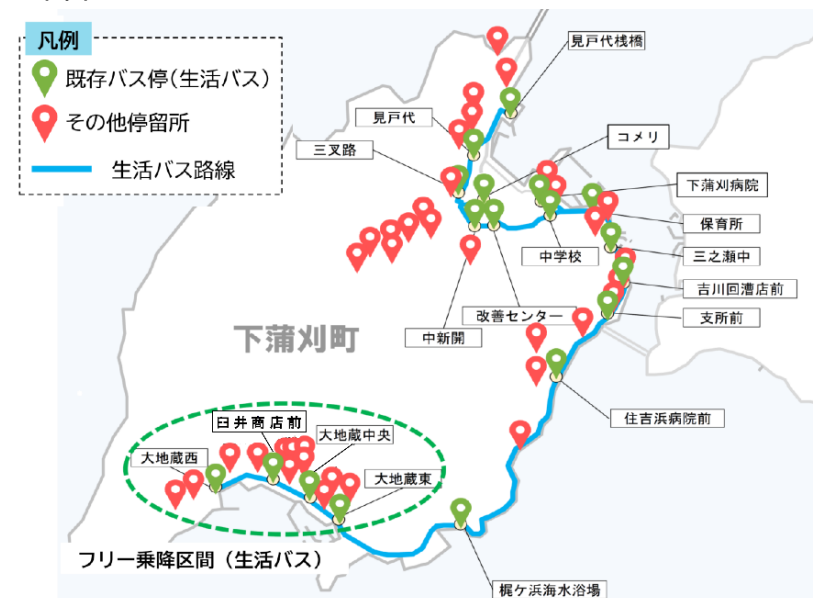 凡例
既存バス停（生活バス）
その他停留所
生活バス路線
見戸代桟橋
見戸代
コメリ
三叉路
下蒲刈病院
保育所
中学校
三之瀬中
吉川回漕店前
改善センター
支所前
中新開
下蒲刈町
住吉浜病院前
臼井商店前
大地蔵中央
大地蔵西
大地蔵東
フリー乗降区間（生活バス）
梶ケ浜海水浴場